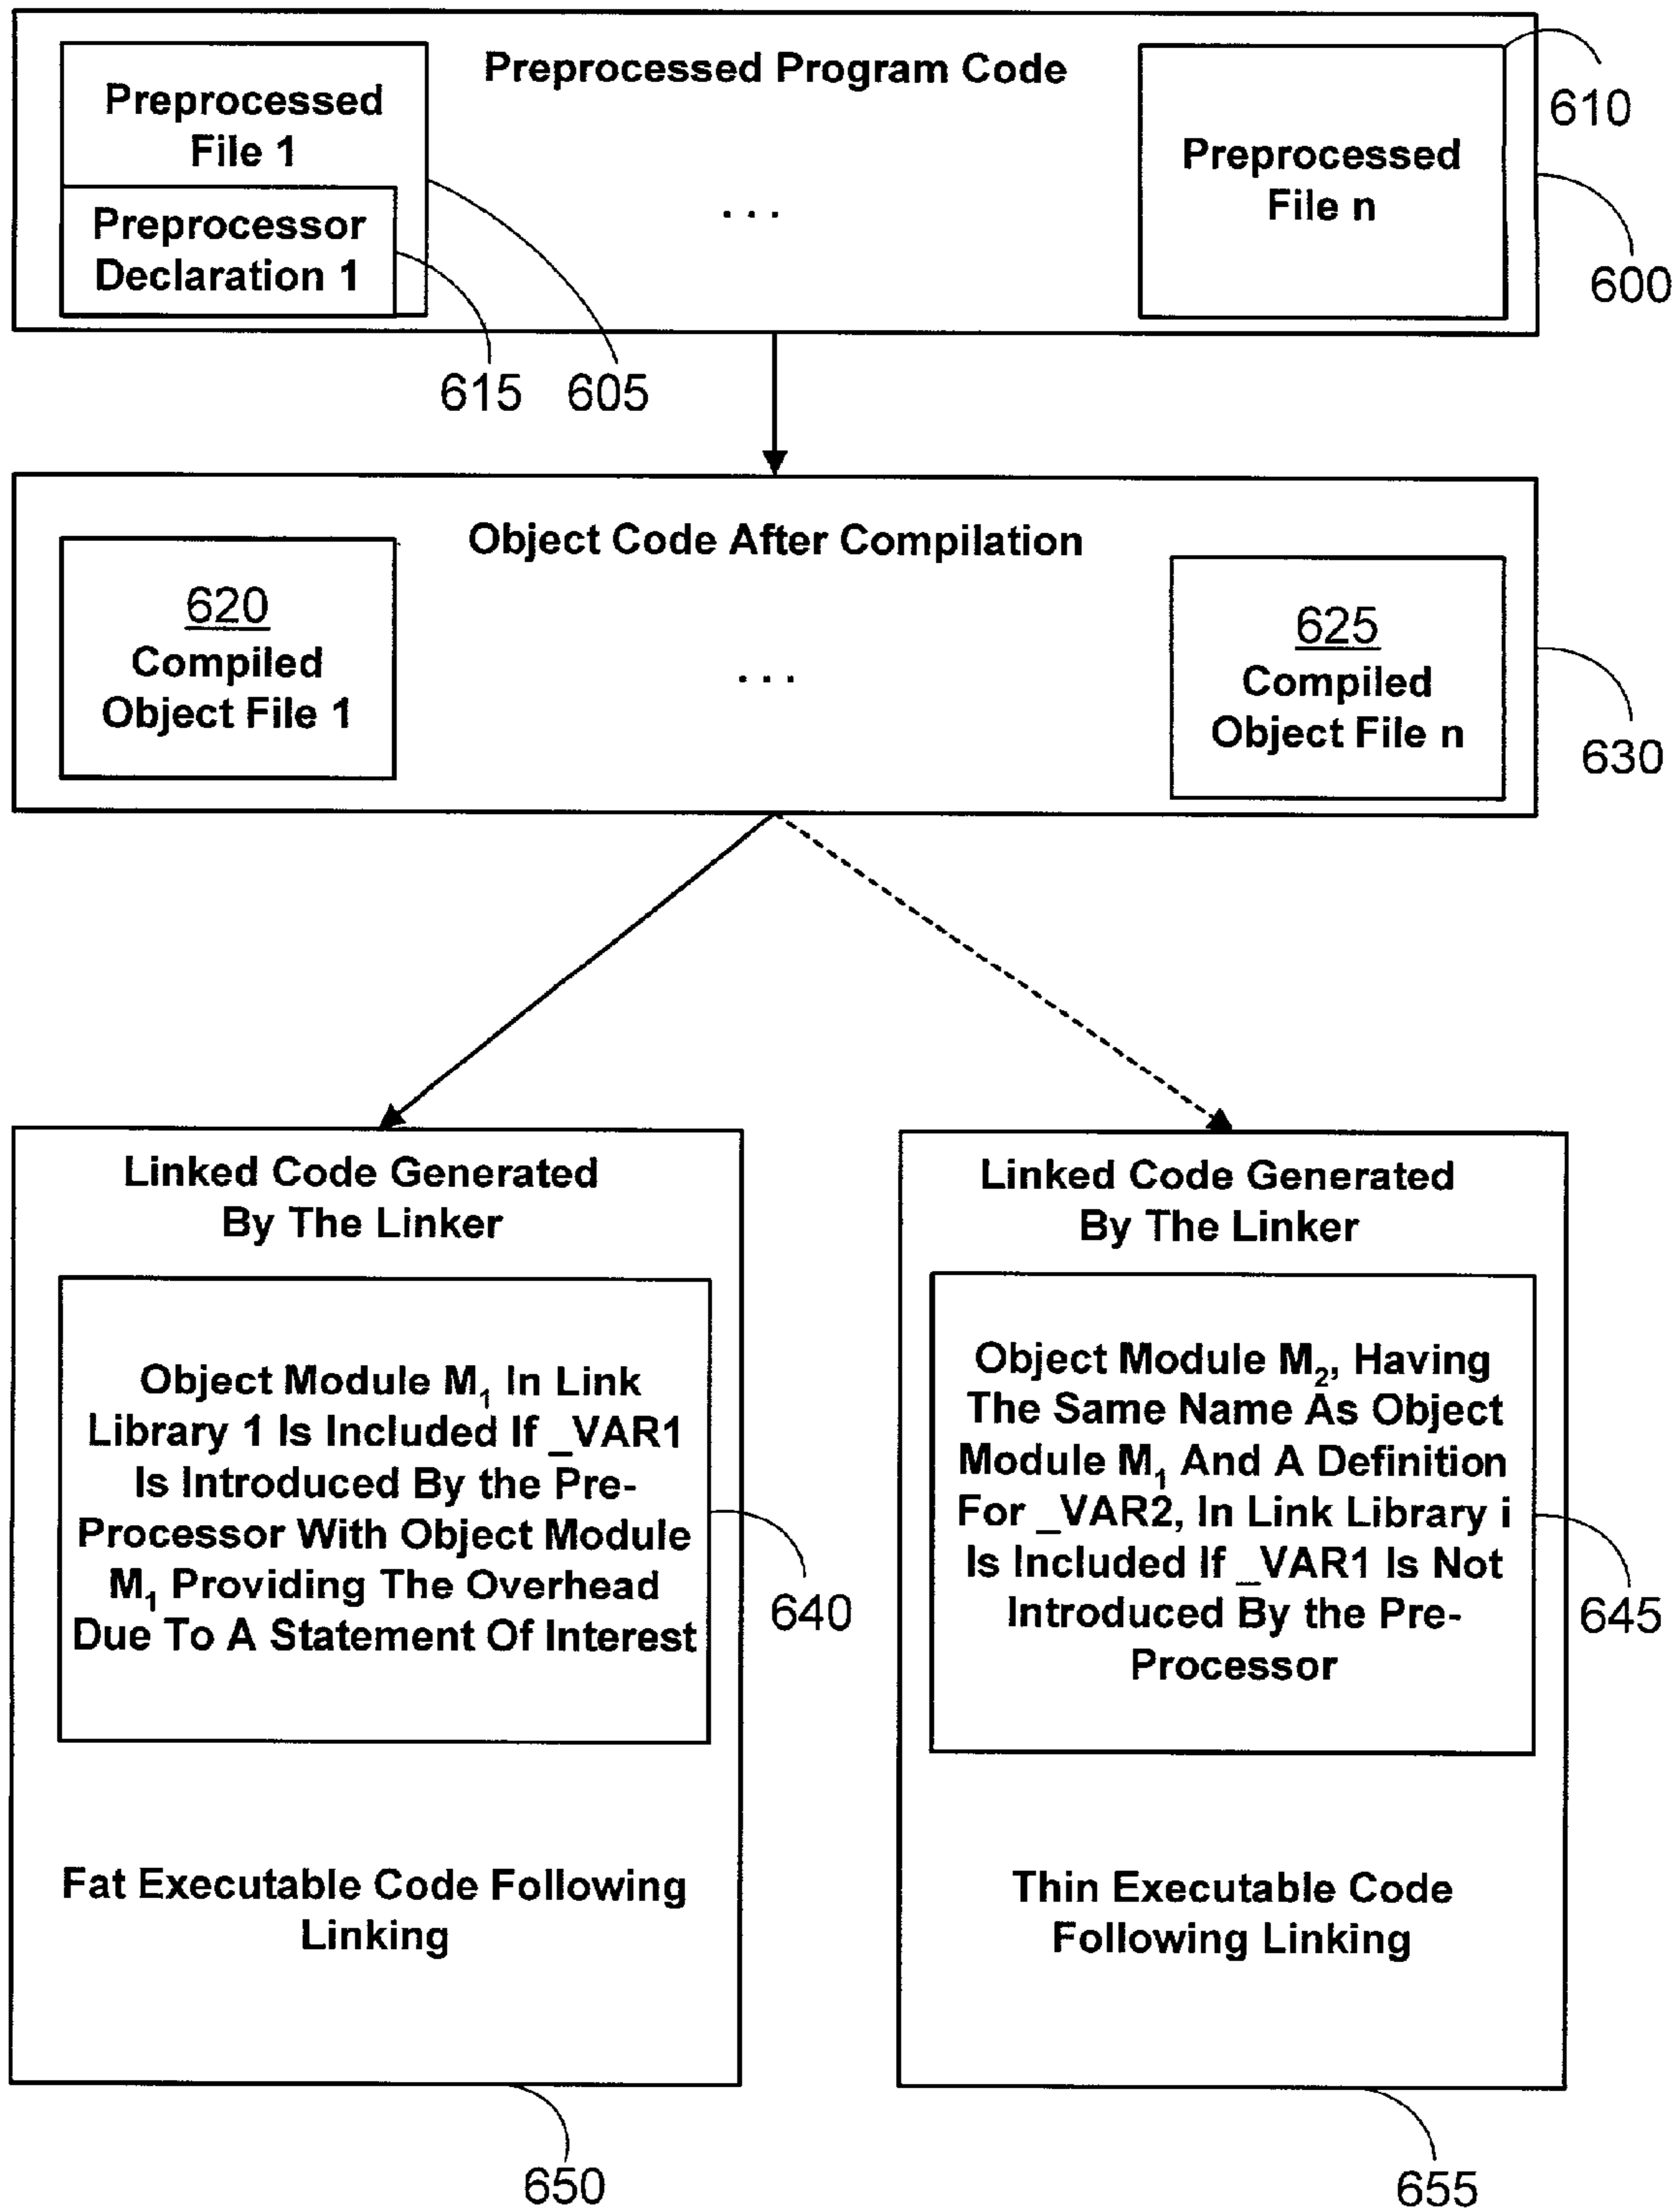 Preprocessed Program Code
Preprocessed
File 1
Preprocessor
Declaration 1
. . .
Preprocessed
File n
610
600
615
605
Object Code After Compilation
620
Compiled
Object File 1
. . .
625
Compiled
Object File n
630
Linked Code Generated
By The Linker
Object Module M1 In Link
Library 1 Is Included If _VAR1
Is Introduced By the Pre-
Processor With Object Module
M1 Providing The Overhead
Due To A Statement Of Interest
640
Fat Executable Code Following
Linking
650
Linked Code Generated
By The Linker
Object Module M2, Having
The Same Name As Object
Module M1 And A Definition
For _VAR2, In Link Library i
Is Included If _VAR1 Is Not
Introduced By the Pre-
Processor
645
Thin Executable Code
Following Linking
655